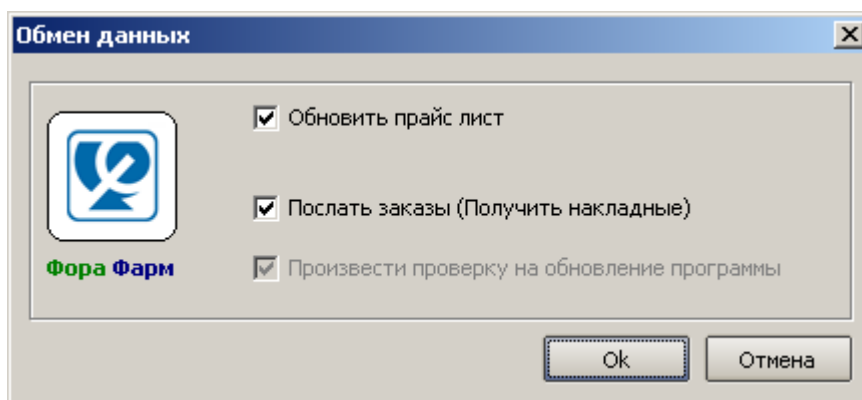 Обмен данных
Обновить прайс лист
Послать заказы (Получить накладные)
Фора Фарм
Произвести проверку на обновление программы
Ok
Отмена